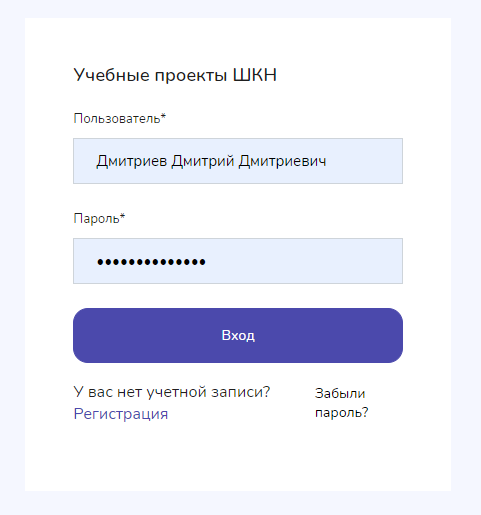 Учебные проекты ШКН
Пользователь*
Дмитриев Дмитрий Дмитриевич
Пароль*
••••••••••••••
Вход
У вас нет учетной записи?
Регистрация
Забыли
пароль?